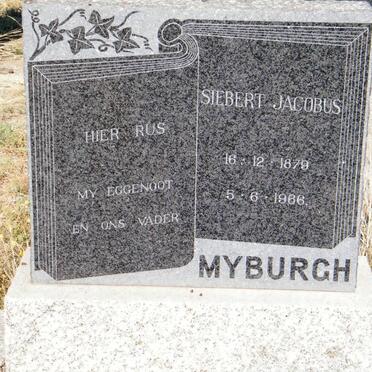 HIER RUS
MY EGGENOOT
EN ONS VADER
SIEBERT JACOBUS
16-12-1879
5-6-1966
MYBURGH